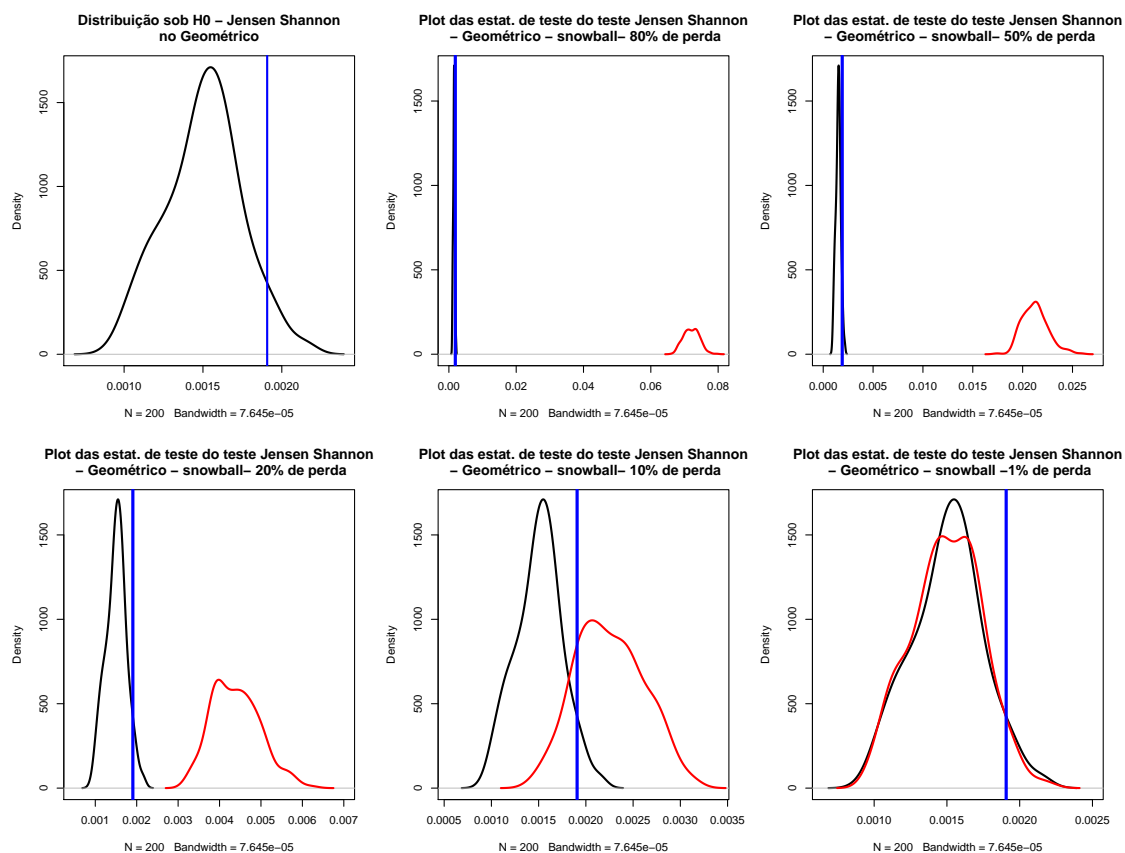 Distribuição sob H0 − Jensen Shannon
no Geométrico
Density
0 500 1000 1500
0.0010 0.0015 0.0020
N = 200 Bandwidth = 7.645e−05
Plot das estat. de teste do teste Jensen Shannon
− Geométrico − snowball− 80% de perda
Density
0 500 1000 1500
0.00 0.02 0.04 0.06 0.08
N = 200 Bandwidth = 7.645e−05
Plot das estat. de teste do teste Jensen Shannon
− Geométrico − snowball− 50% de perda
Density
0 500 1000 1500
0.000 0.005 0.010 0.015 0.020 0.025
N = 200 Bandwidth = 7.645e−05
Plot das estat. de teste do teste Jensen Shannon
− Geométrico − snowball− 20% de perda
Density
0 500 1000 1500
0.001 0.002 0.003 0.004 0.005 0.006 0.007
N = 200 Bandwidth = 7.645e−05
Plot das estat. de teste do teste Jensen Shannon
− Geométrico − snowball− 10% de perda
Density
0 500 1000 1500
0.0005 0.0010 0.0015 0.0020 0.0025 0.0030 0.0035
N = 200 Bandwidth = 7.645e−05
Plot das estat. de teste do teste Jensen Shannon
− Geométrico − snowball −1% de perda
Density
0 500 1000 1500
0.0010 0.0015 0.0020 0.0025
N = 200 Bandwidth = 7.645e−05